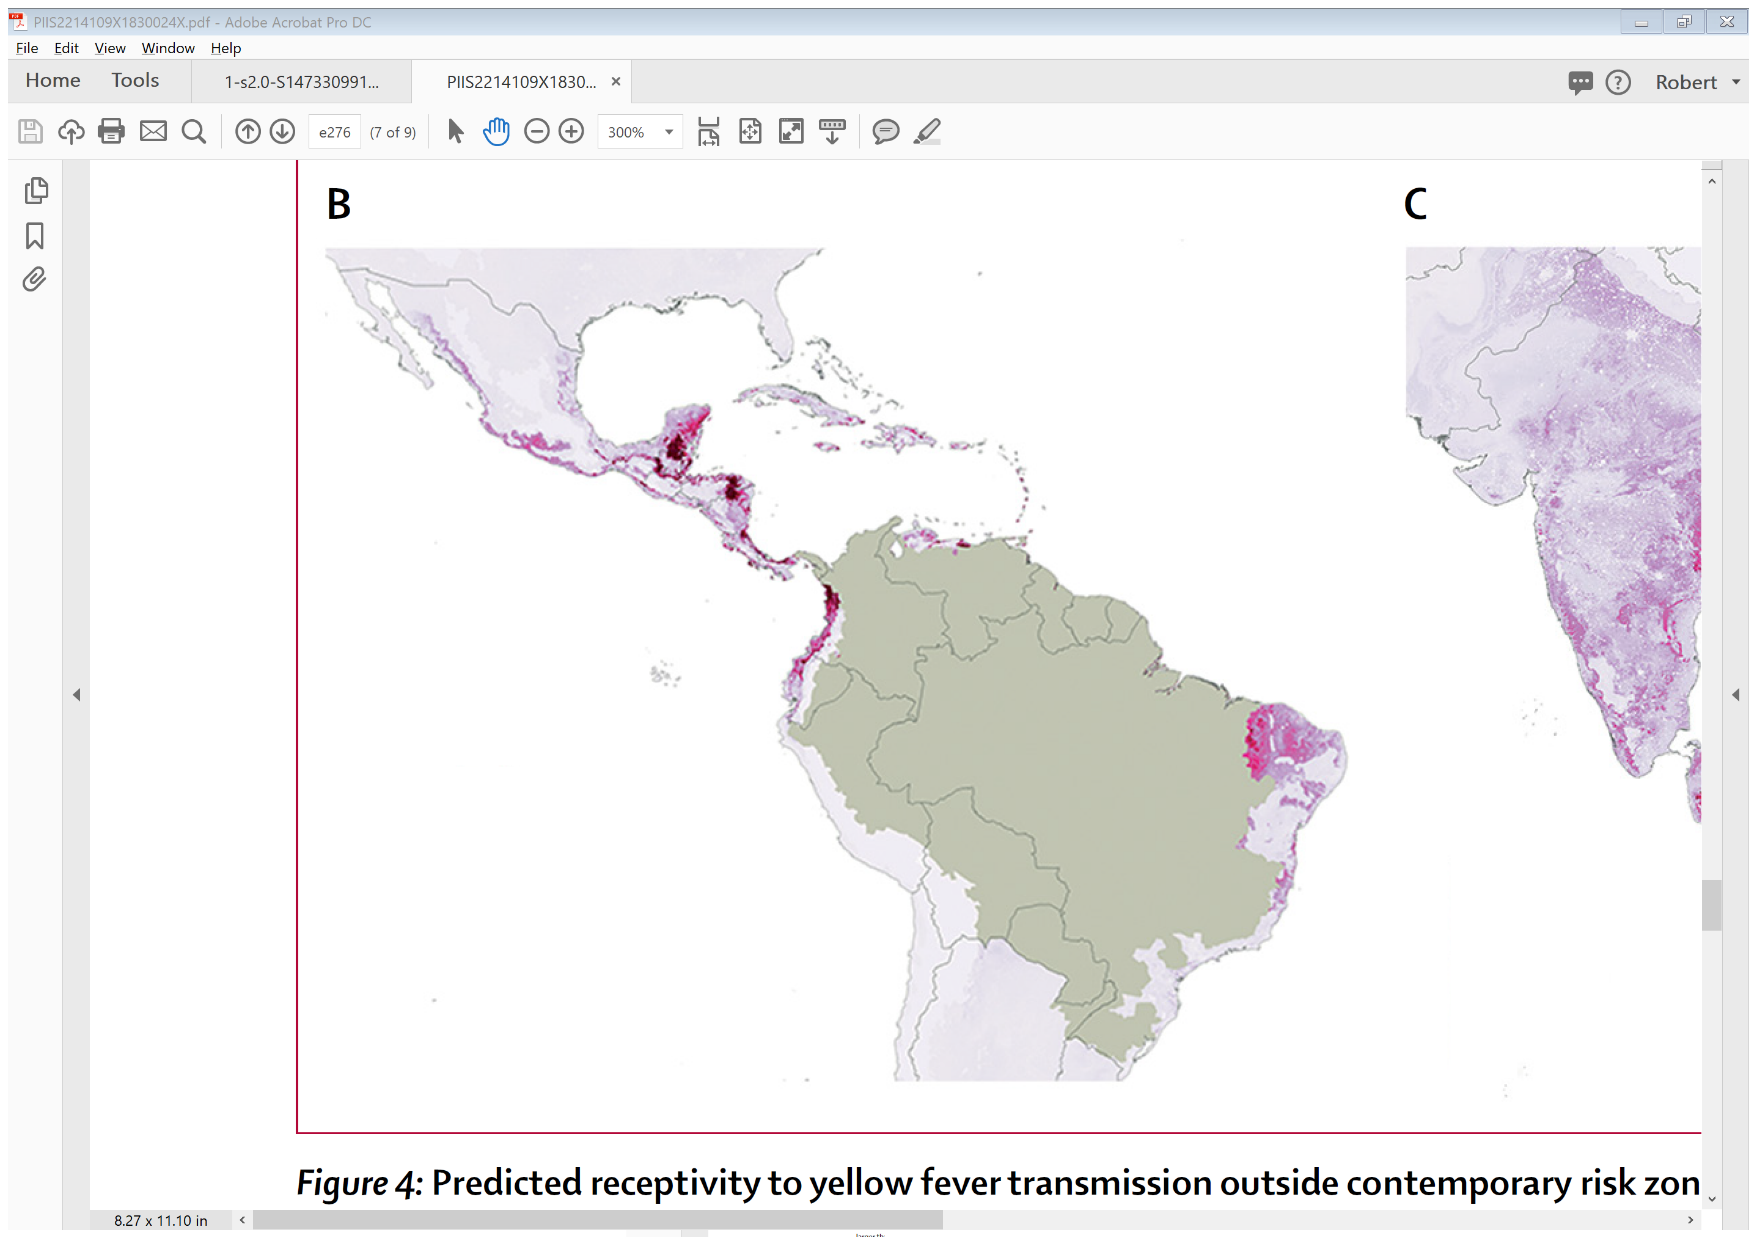 PIIS2214109X1830024X.pdf - Adobe Acrobat Pro DC
File Edit View Window Help
Home Tools 1-s2.0-S147330991... PIIS2214109X1830... × Robert
e276 (7 of 9) 300%
B C
Figure 4: Predicted receptivity to yellow fever transmission outside contemporary risk zon
8.27 x 11.10 in